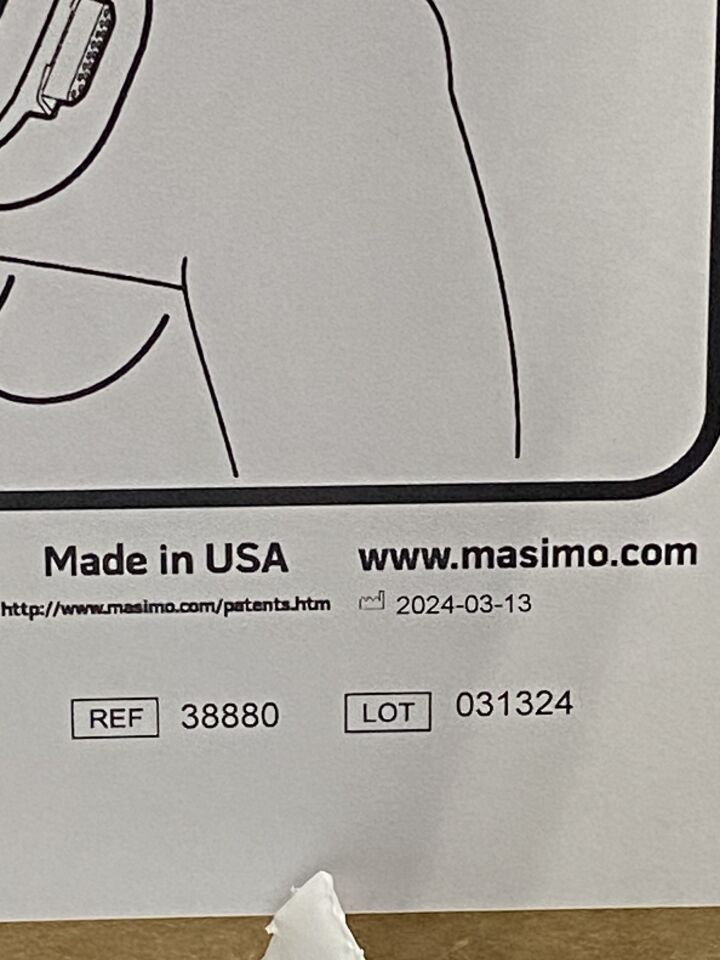 Made in USA www.masimo.com
http://www.masimo.com/patents.htm 2024-03-13
REF 38880 LOT 031324